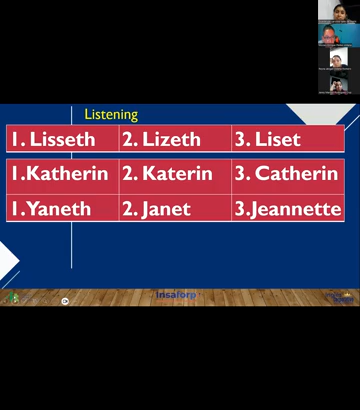 Listening
1. Lisseth 2. Lizeth 3. Liset
1.Katherin 2. Katerin 3. Catherin
1.Yaneth 2. Janet 3.Jeannette
Insaforp